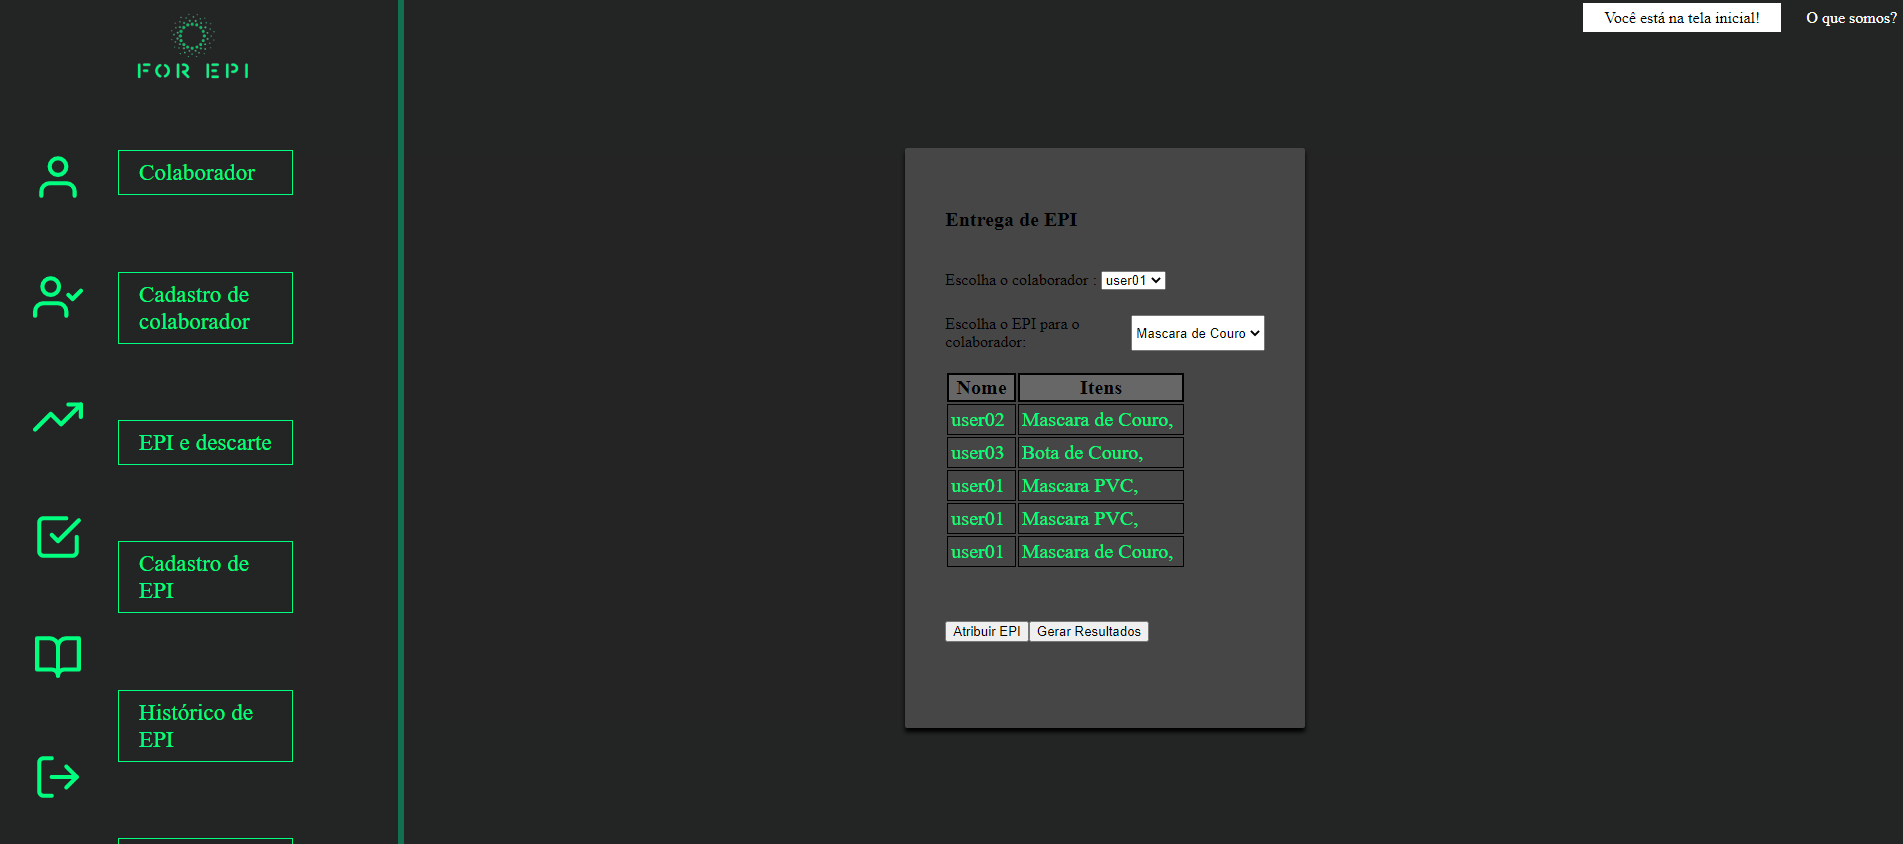 FOR EPI
Você está na tela inicial!
O que somos?
Colaborador
Cadastro de
colaborador
EPI e descarte
Cadastro de
EPI
Histórico de
EPI
Entrega de EPI
Escolha o colaborador : user01
Escolha o EPI para o
colaborador:
Mascara de Couro
Nome Itens
user02 Mascara de Couro,
user03 Bota de Couro,
user01 Mascara PVC,
user01 Mascara PVC,
user01 Mascara de Couro,
Atribuir EPI Gerar Resultados